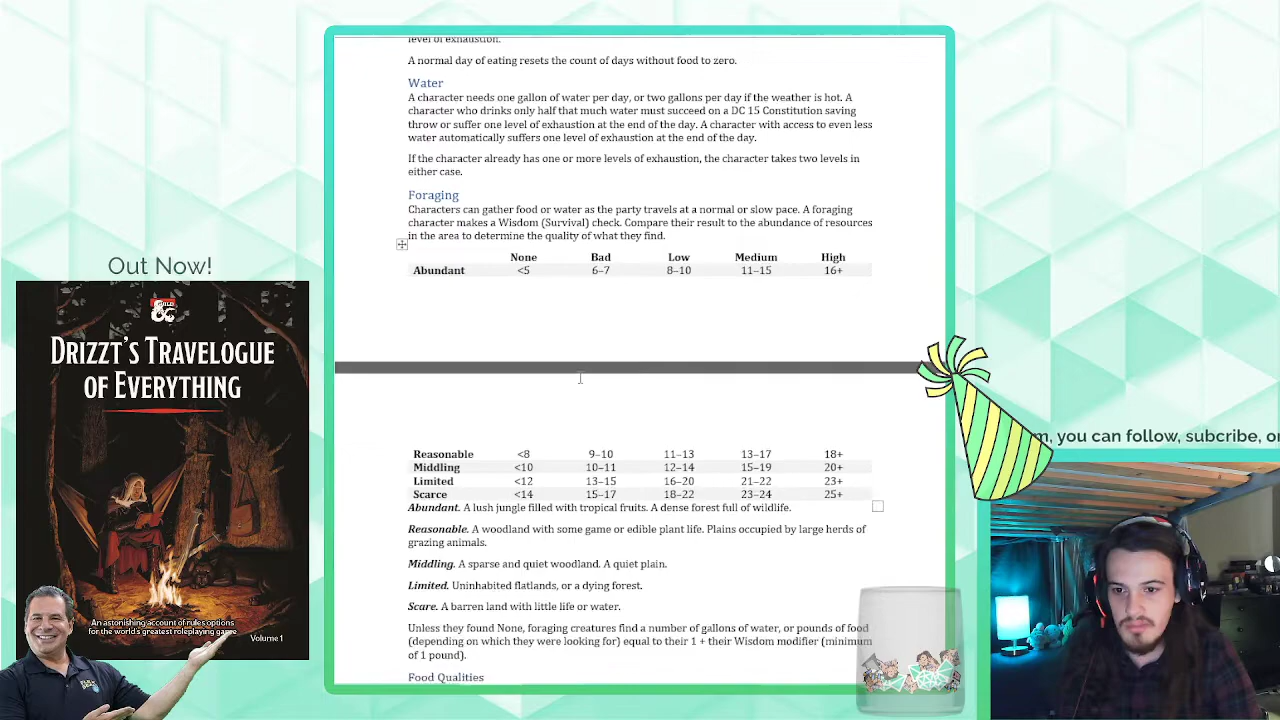 level of exhaustion.
A normal day of eating resets the count of days without food to zero.
Water
A character needs one gallon of water per day, or two gallons per day if the weather is hot. A
character who drinks only half that much water must succeed on a DC 15 Constitution saving
throw or suffer one level of exhaustion at the end of the day. A character with access to even less
water automatically suffers one level of exhaustion at the end of the day.
If the character already has one or more levels of exhaustion, the character takes two levels in
either case.
Foraging
Characters can gather food or water as the party travels at a normal or slow pace. A foraging
character makes a Wisdom (Survival) check. Compare their result to the abundance of resources
in the area to determine the quality of what they find.
None Bad Low Medium High
Abundant <5 6–7 8–10 11–15 16+
Reasonable <8 9–10 11–13 13–17 18+
Middling <10 10–11 12–14 15–19 20+
Limited <12 13–15 16–20 21–22 23+
Scarce <14 15–17 18–22 23–24 25+
Abundant. A lush jungle filled with tropical fruits. A dense forest full of wildlife.
Reasonable. A woodland with some game or edible plant life. Plains occupied by large herds of
grazing animals.
Middling. A sparse and quiet woodland. A quiet plain.
Limited. Uninhabited flatlands, or a dying forest.
Scare. A barren land with little life or water.
Unless they found None, foraging creatures find a number of gallons of water, or pounds of food
(depending on which they were looking for) equal to their 1 + their Wisdom modifier (minimum
of 1 pound).
Food Qualities
Out Now!
DRIZZT'S TRAVELOGUE
OF EVERYTHING
An astonishing account of rules options
for the world's greatest roleplaying game
Volume 1
m, you can follow, subcribe, or